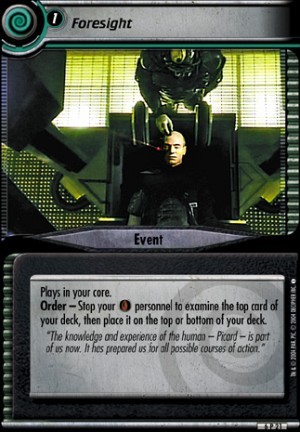 1
Foresight
Event
Plays in your core.
Order – Stop your personnel to examine the top card of
your deck, then place it on the top or bottom of your deck.
"The knowledge and experience of the human – Picard – is part
of us now. It has prepared us for all possible courses of action."
6 P 21